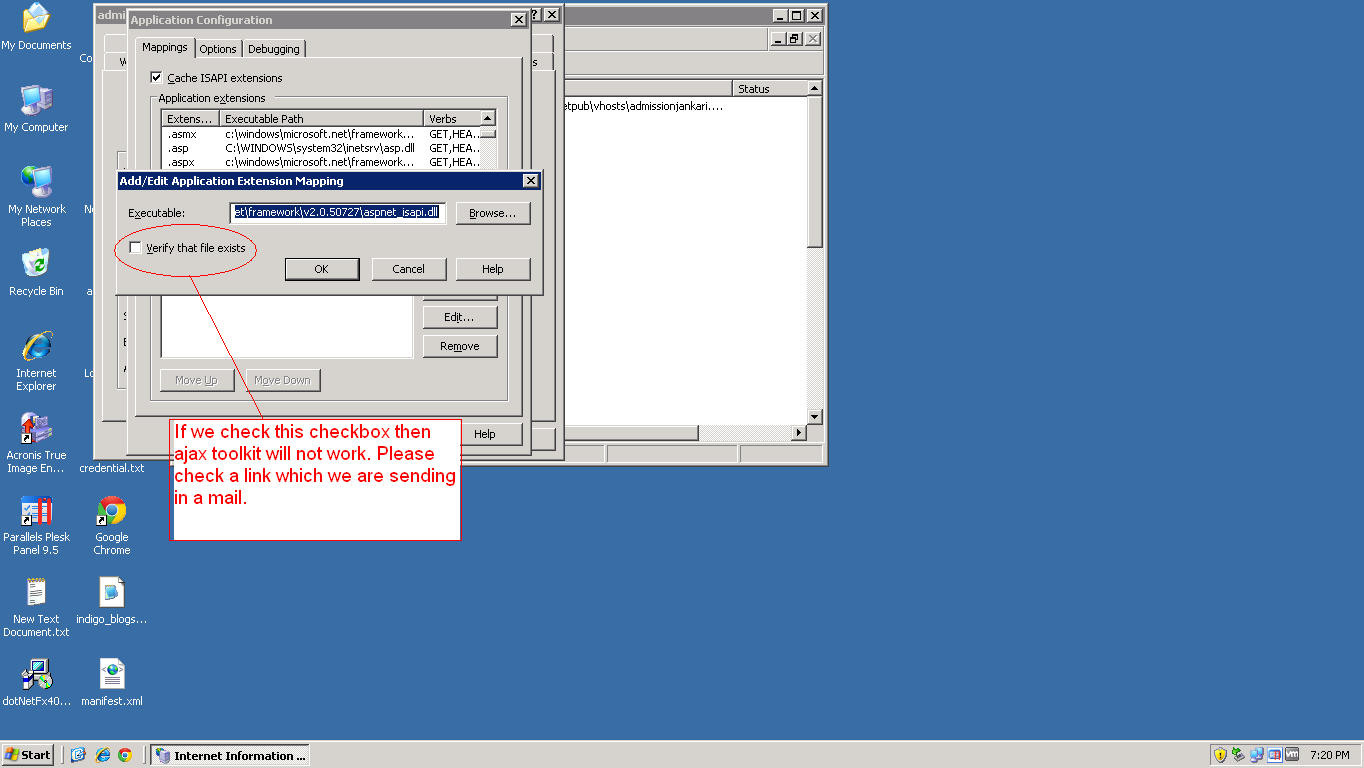 My Documents
My Computer
My Network
Places
Recycle Bin
Internet
Explorer
Acronis True
Image En...
credential.txt
Parallels Plesk
Panel 9.5
Google
Chrome
New Text
Document.txt
indigo_blogs...
dotNetFx40...
manifest.xml
admi
Application Configuration
Mappings
Options
Debugging
Cache ISAPI extensions
Application extensions
Extens...
Executable Path
Verbs
.asmx
c:\windows\microsoft.net\framework...
GET,HEA...
.asp
C:\WINDOWS\system32\inetsrv\asp.dll
GET,HEA...
.aspx
c:\windows\microsoft.net\framework...
GET,HEA...
Status
etpub\vhosts\admissionjankari....
Add/Edit Application Extension Mapping
Executable:
et\framework\v2.0.50727\aspnet_isapi.dll
Browse...
Verify that file exists
OK
Cancel
Help
Edit...
Remove
Move Up
Move Down
Help
If we check this checkbox then
ajax toolkit will not work. Please
check a link which we are sending
in a mail.
Start
Internet Information ...
7:20 PM